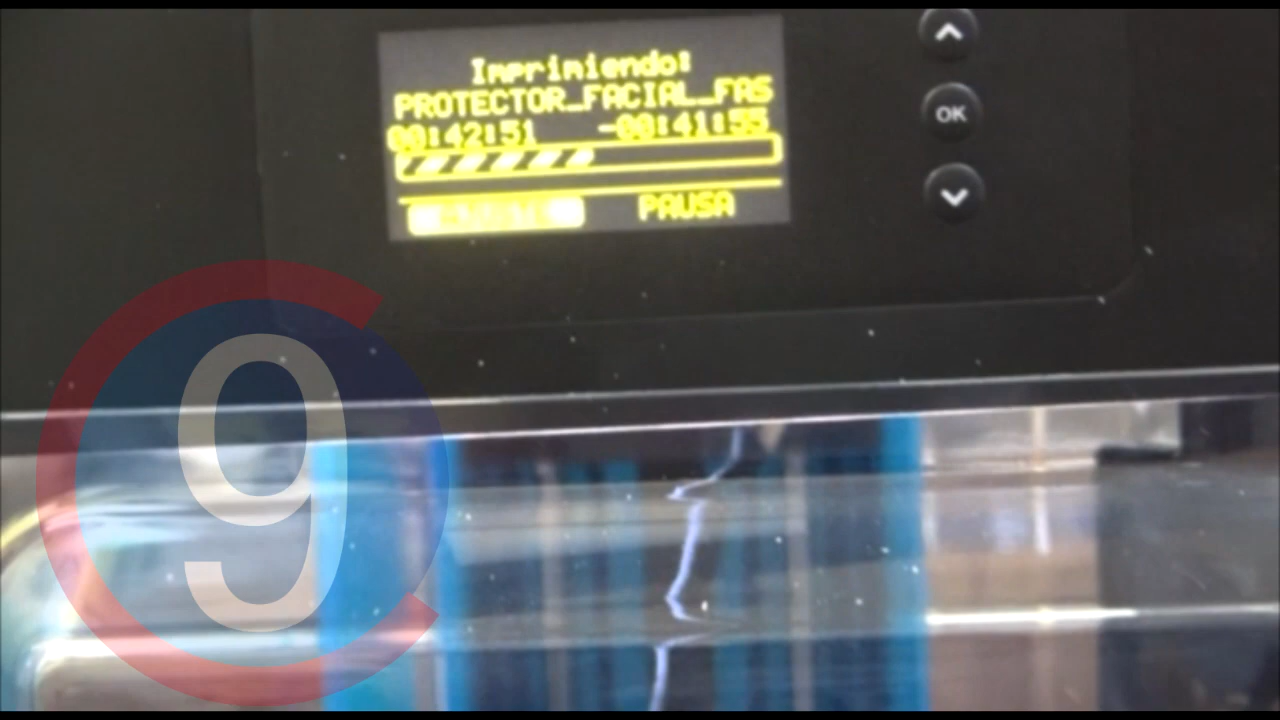 Imprimiendo:
PROTECTOR_FACIAL_FAS
00:42:51 -00:41:55
PAUSA
OK
9